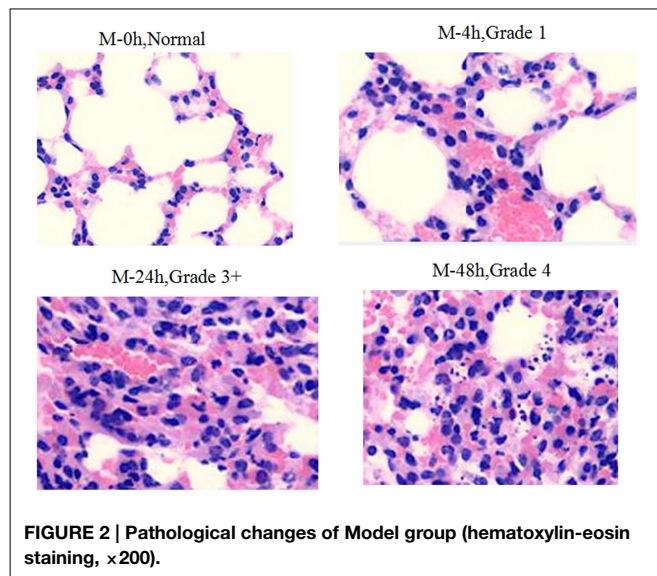 M-0h,Normal
M-4h,Grade 1
M-24h,Grade 3+
M-48h,Grade 4
FIGURE 2 | Pathological changes of Model group (hematoxylin-eosin
staining, ×200).